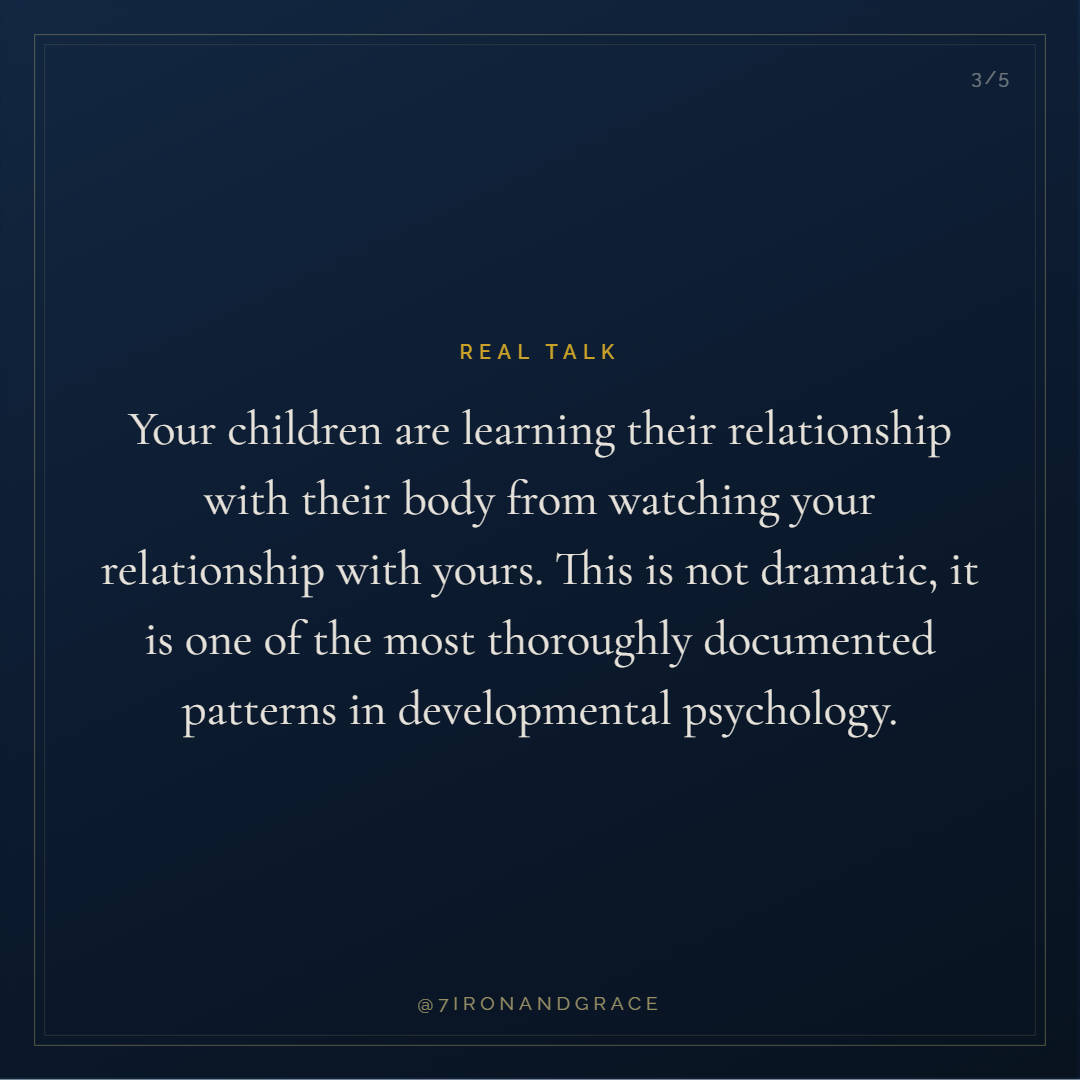 3/5
REAL TALK
Your children are learning their relationship
with their body from watching your
relationship with yours. This is not dramatic, it
is one of the most thoroughly documented
patterns in developmental psychology.
@7IRONANDGRACE